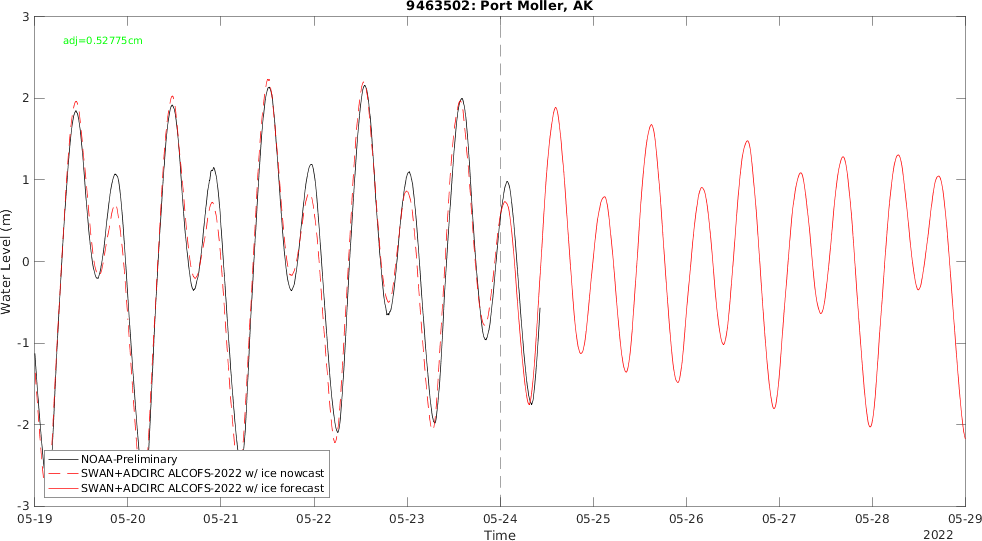 9463502: Port Moller, AK
adj=0.52775cm
Water Level (m)
3
2
1
0
-1
-2
-3
NOAA-Preliminary
SWAN+ADCIRC ALCOFS-2022 w/ ice nowcast
SWAN+ADCIRC ALCOFS-2022 w/ ice forecast
05-19 05-20 05-21 05-22 05-23 05-24 05-25 05-26 05-27 05-28 05-29
Time
2022